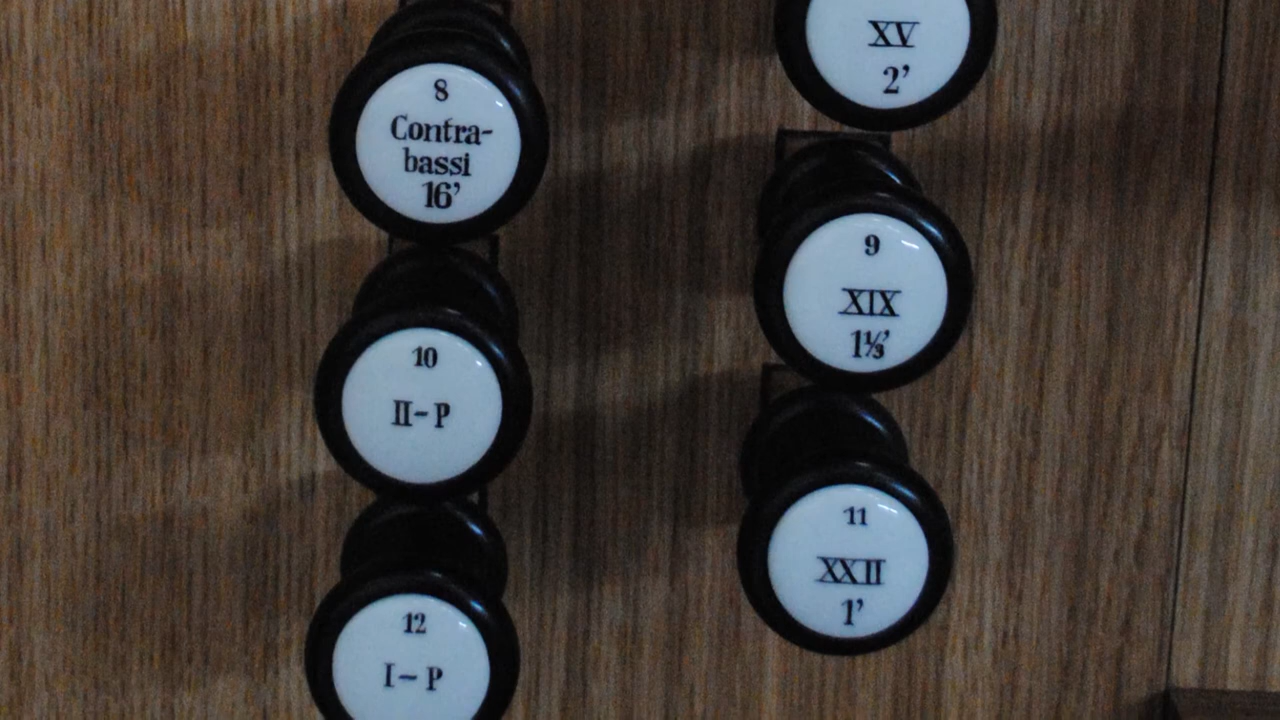 8
Contra-
bassi
16’
10
II-P
12
I-P
XV
2’
9
XIX
1⅓’
11
XXII
1’